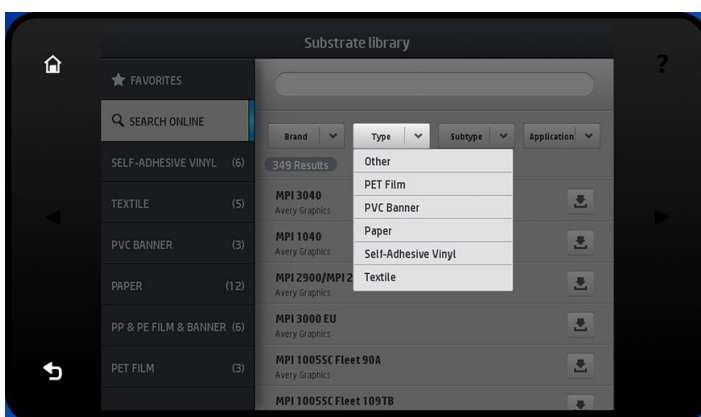 Substrate library
?
FAVORITES
SEARCH ONLINE
SELF-ADHESIVE VINYL (6)
TEXTILE (5)
PVC BANNER (3)
PAPER (12)
PP & PE FILM & BANNER (6)
PET FILM (3)
Brand
Type
Subtype
Application
349 Results
Other
PET Film
PVC Banner
Paper
Self-Adhesive Vinyl
Textile
MPI 3040
Avery Graphics
MPI 1040
Avery Graphics
MPI 2900/MPI 2
Avery Graphics
MPI 3000 EU
Avery Graphics
MPI 1005SC Fleet 90A
Avery Graphics
MPI 1005SC Fleet 109TB